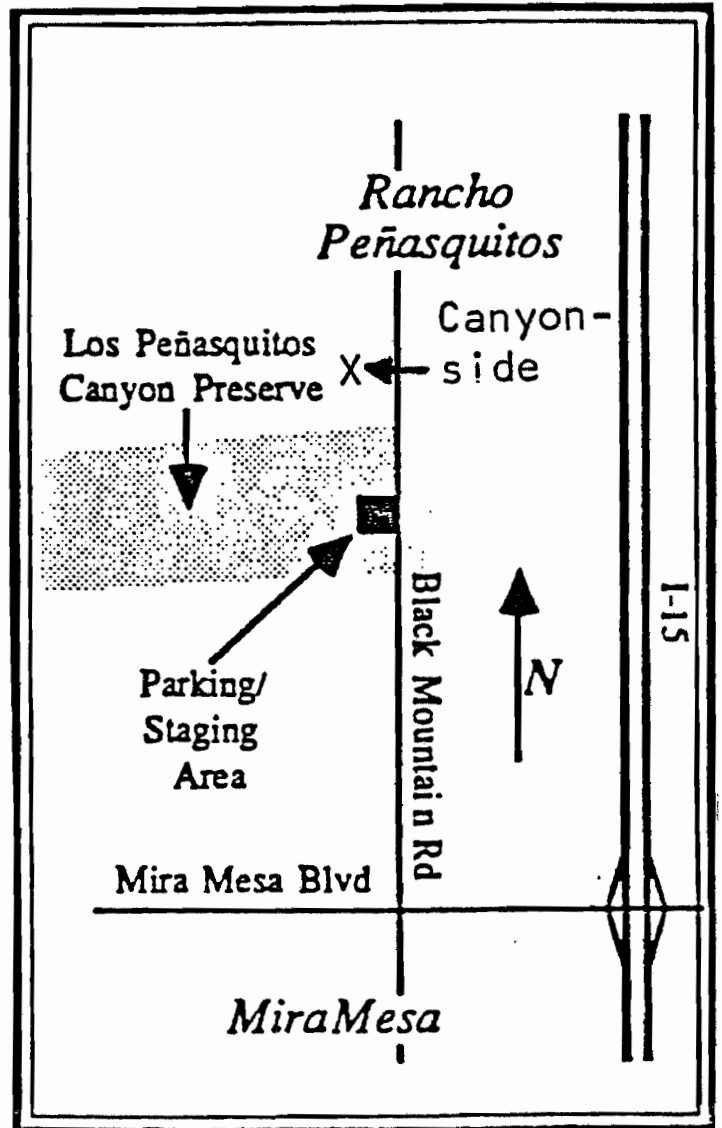 Rancho
Peñasquitos
Canyon-
side
X
Los Peñasquitos
Canyon Preserve
Black Mountain Rd
I-15
N
Parking/
Staging
Area
Mira Mesa Blvd
MiraMesa